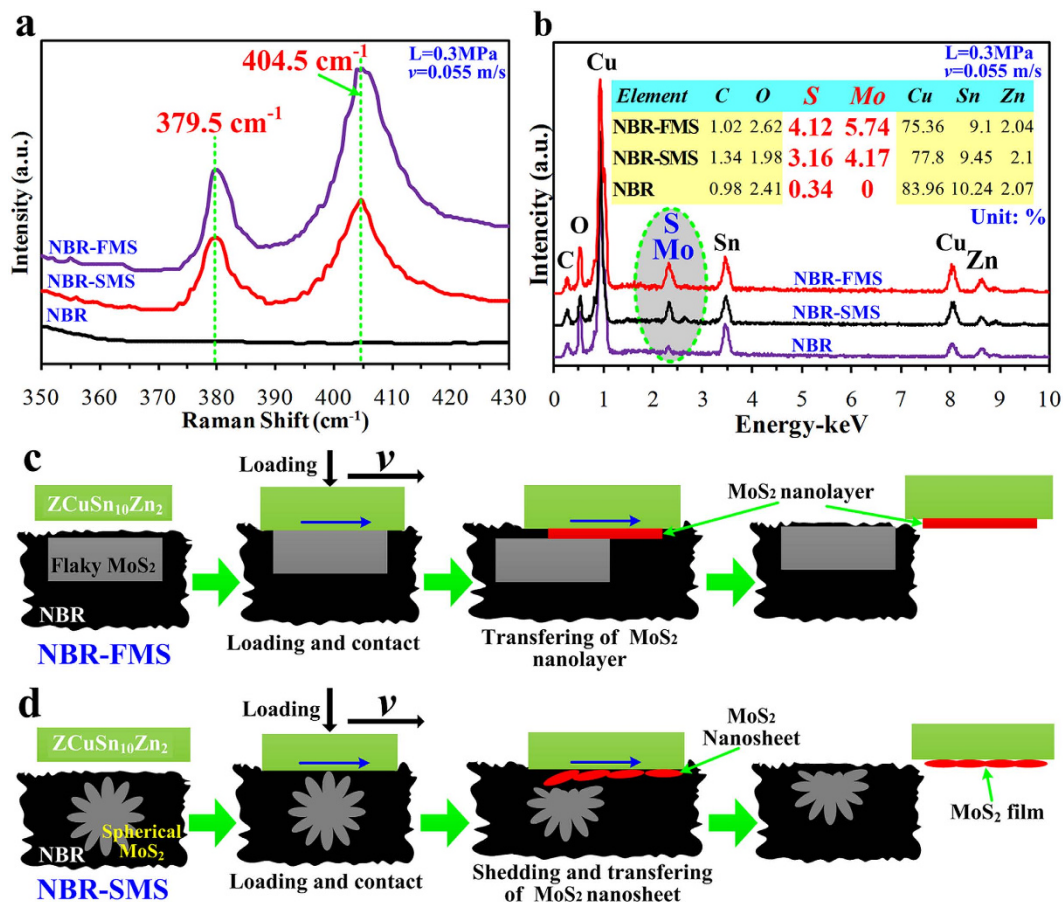 a
L=0.3MPa
v=0.055 m/s
404.5 cm-1
379.5 cm-1
NBR-FMS
NBR-SMS
NBR
Intensity (a.u.)
350 360 370 380 390 400 410 420 430
Raman Shift (cm-1)
b
L=0.3MPa
v=0.055 m/s
Cu
Element C O S Mo Cu Sn Zn
NBR-FMS 1.02 2.62 4.12 5.74 75.36 9.1 2.04
NBR-SMS 1.34 1.98 3.16 4.17 77.8 9.45 2.1
NBR 0.98 2.41 0.34 0 83.96 10.24 2.07
Unit: %
C
O
S
Mo
Sn
Cu
Zn
NBR-FMS
NBR-SMS
NBR
Intencity (a.u.)
0 1 2 3 4 5 6 7 8 9 10
Energy-keV
c
ZCuSn10Zn2
Flaky MoS2
NBR
NBR-FMS
Loading
v
Loading and contact
MoS2 nanolayer
Transfering of MoS2
nanolayer
d
ZCuSn10Zn2
Spherical
MoS2
NBR
NBR-SMS
Loading
v
Loading and contact
MoS2
Nanosheet
Shedding and transfering
of MoS2 nanosheet
MoS2 film